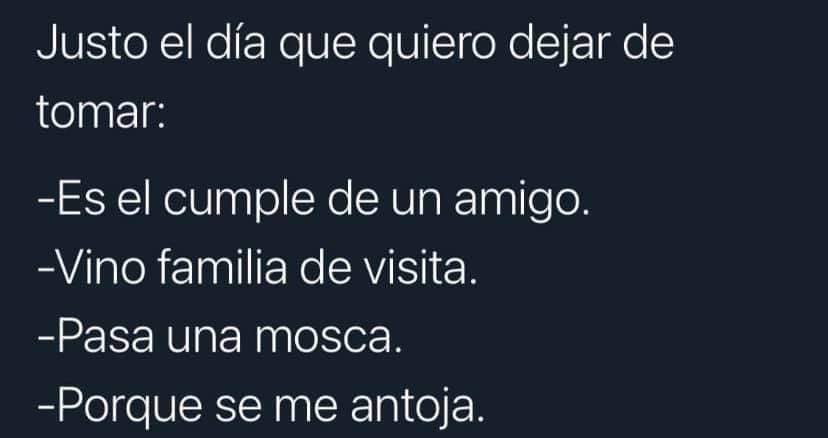 Justo el día que quiero dejar de
tomar:
-Es el cumple de un amigo.
-Vino familia de visita.
-Pasa una mosca.
-Porque se me antoja.